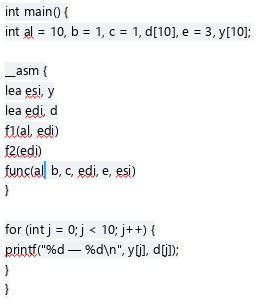 int main() {
int al = 10, b = 1, c = 1, d[10], e = 3, y[10];
__asm {
lea esi, y
lea edi, d
f1(al, edi)
f2(edi)
func(al, b, c, edi, e, esi)
}
for (int j = 0; j < 10; j++) {
printf("%d — %d\n", y[j], d[j]);
}
}